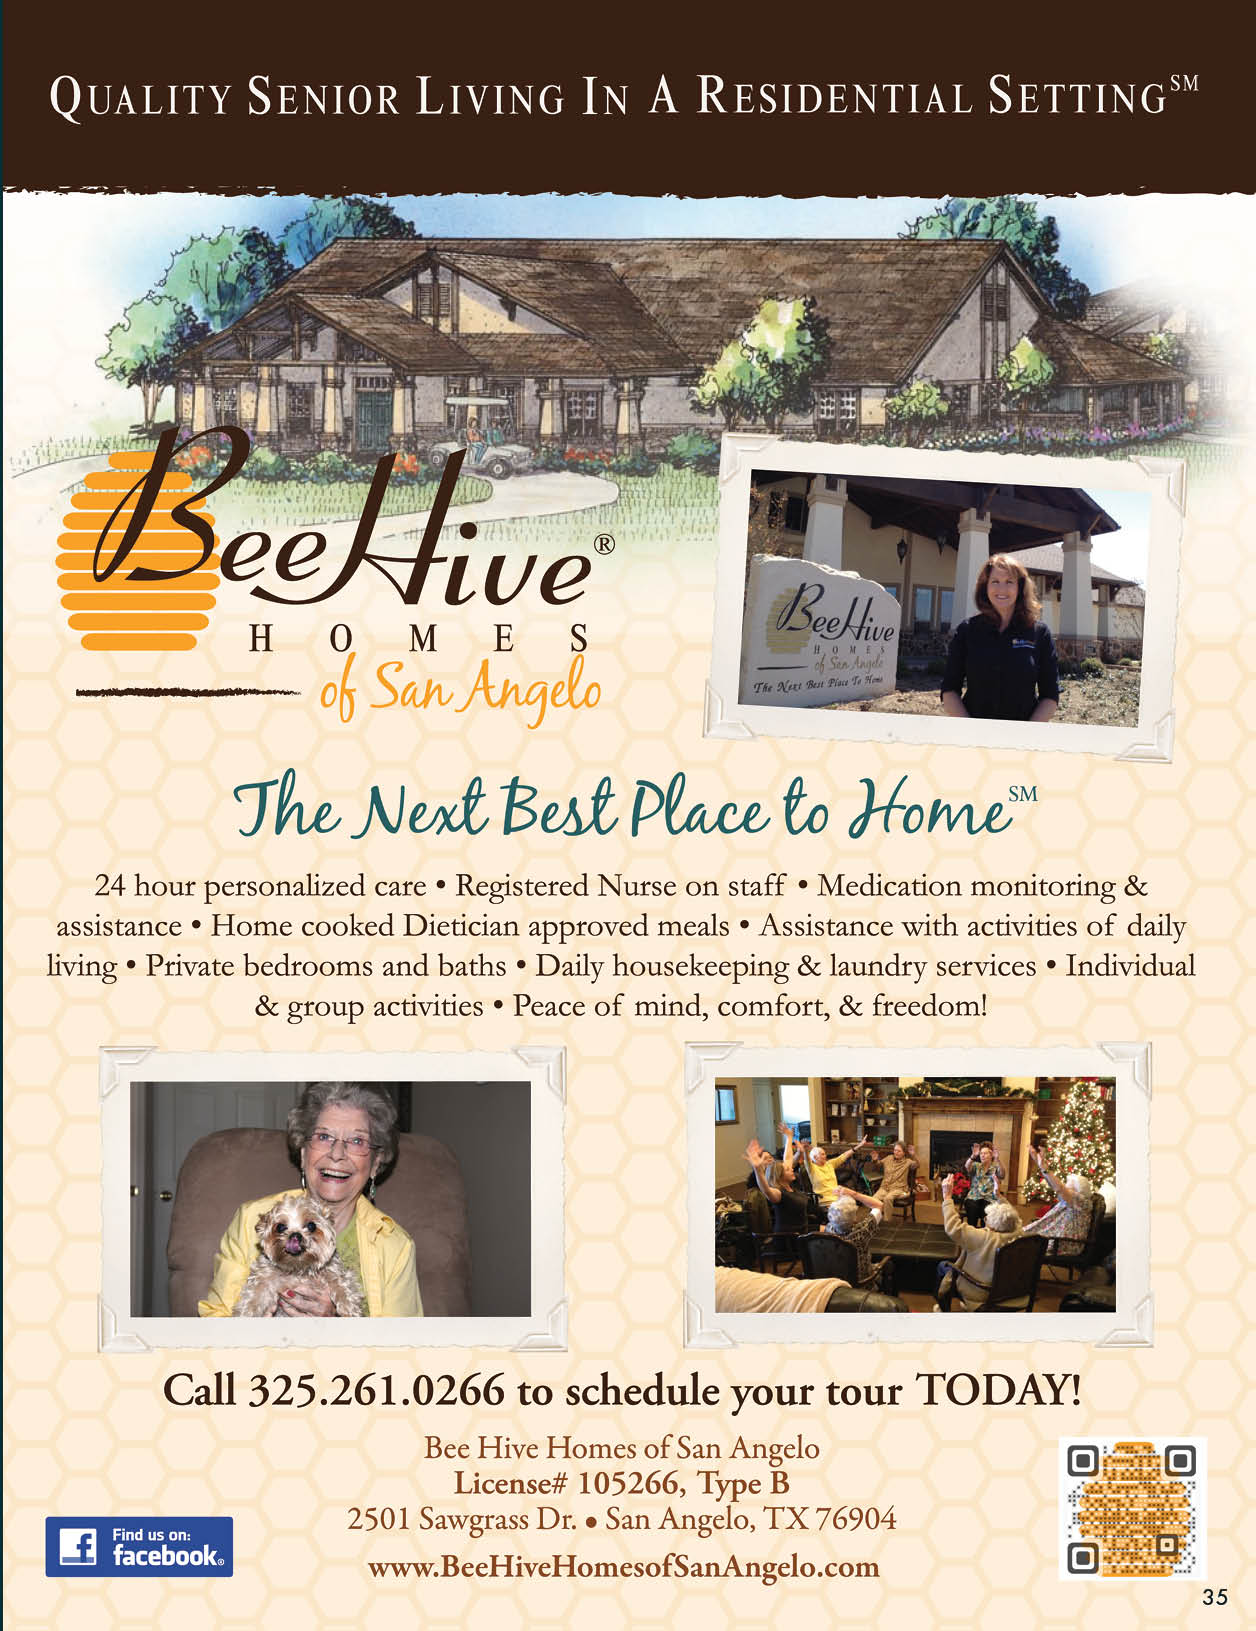 Quality Senior Living In A Residential Setting℠
BeeHive®
HOMES
of San Angelo
BeeHive
HOMES
of San Angelo
The Next Best Place To Home
The Next Best Place to Home℠
24 hour personalized care • Registered Nurse on staff • Medication monitoring &
assistance • Home cooked Dietician approved meals • Assistance with activities of daily
living • Private bedrooms and baths • Daily housekeeping & laundry services • Individual
& group activities • Peace of mind, comfort, & freedom!
Call 325.261.0266 to schedule your tour TODAY!
Bee Hive Homes of San Angelo
License# 105266, Type B
2501 Sawgrass Dr. • San Angelo, TX 76904
www.BeeHiveHomesofSanAngelo.com
f
Find us on:
facebook®
35